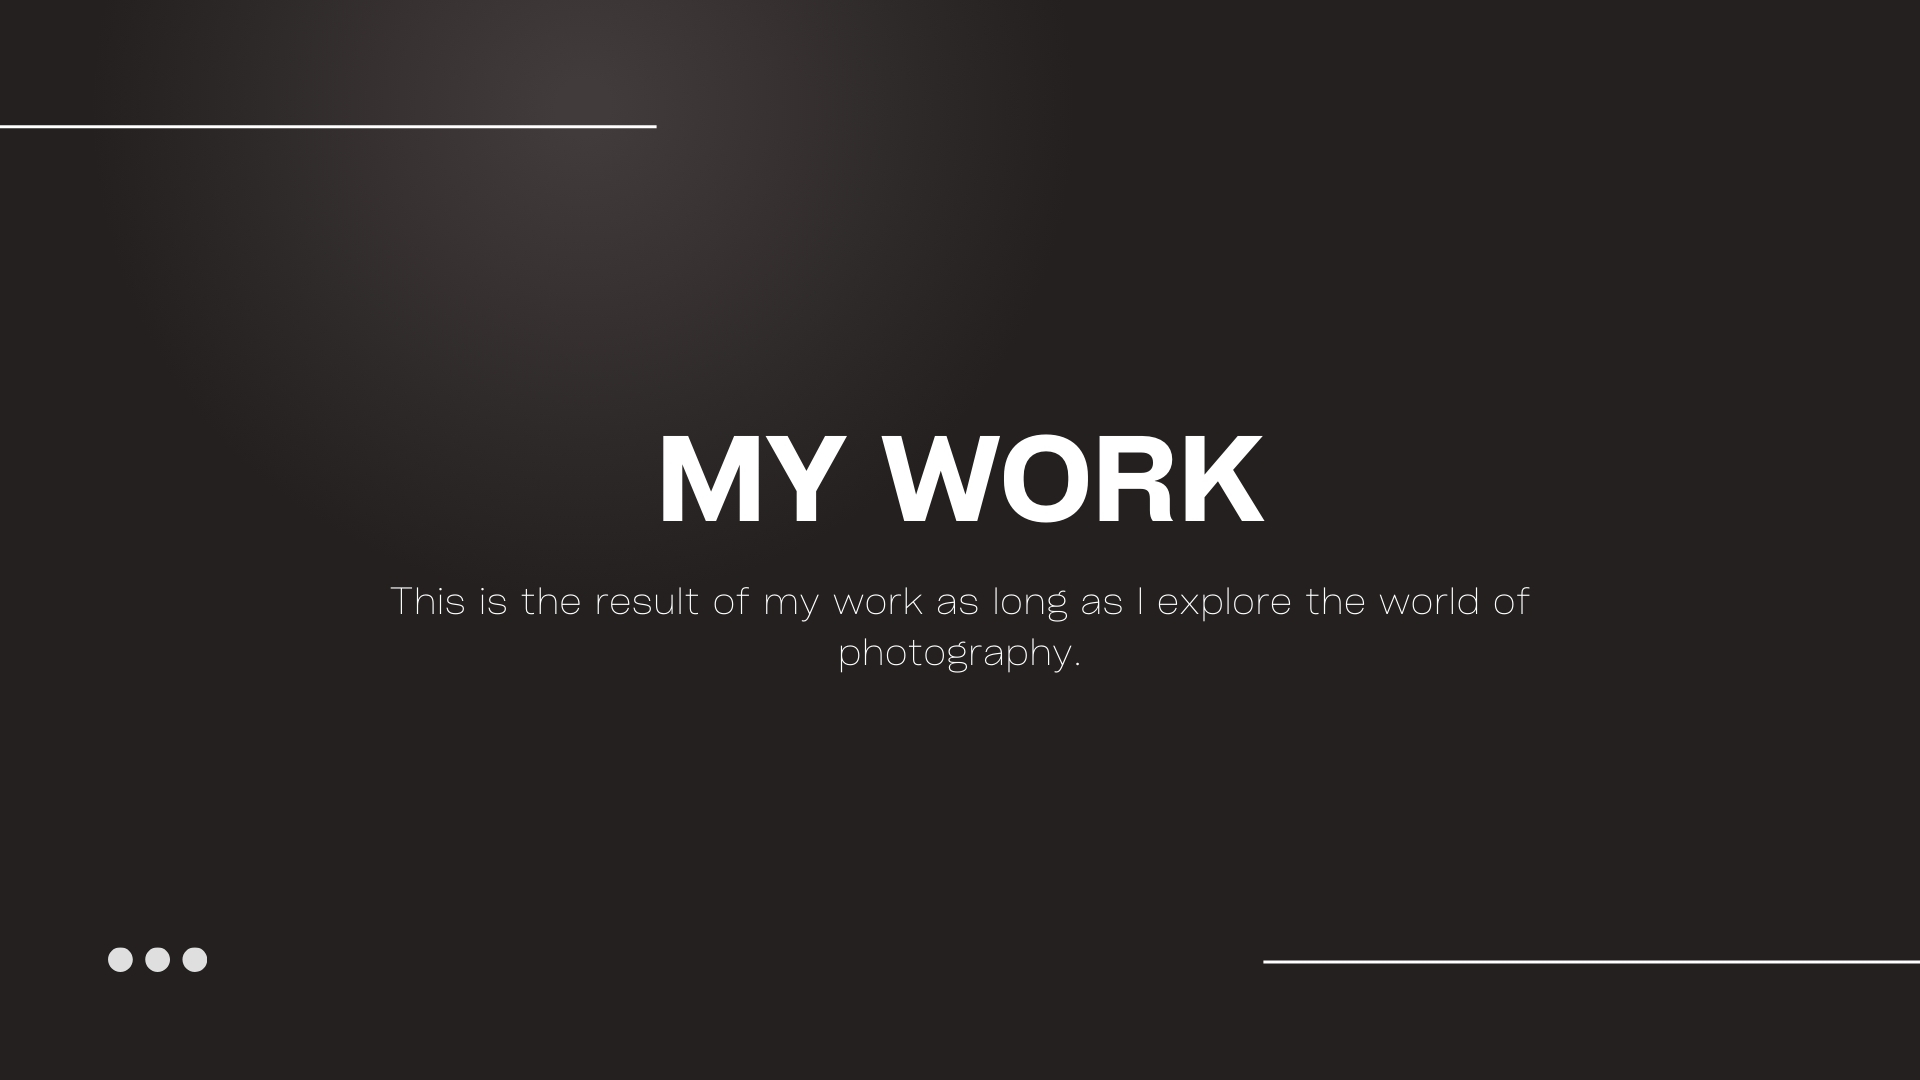 MY WORK
This is the result of my work as long as I explore the world of
photography.